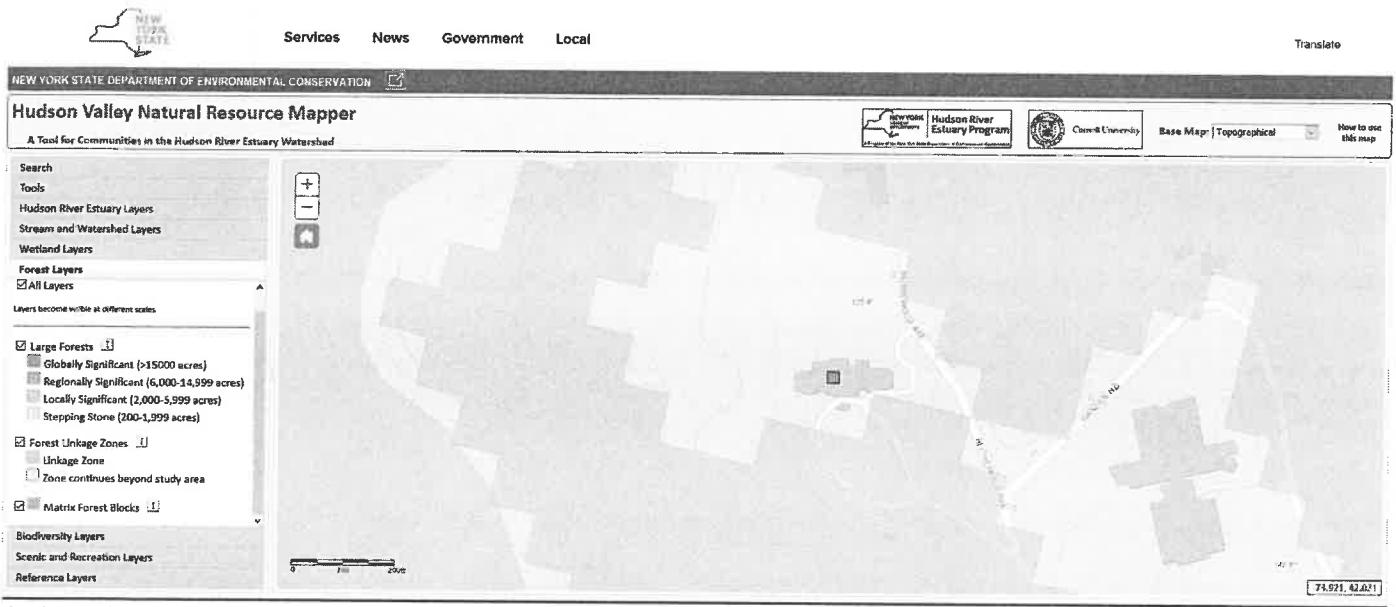 NEW
YORK
STATE
Services News Government Local
Translate
NEW YORK STATE DEPARTMENT OF ENVIRONMENTAL CONSERVATION
Hudson Valley Natural Resource Mapper
A Tool for Communities in the Hudson River Estuary Watershed
Hudson River
Estuary Program
Cornell University
Base Map: Topographical
How to use
this map
Search
Tools
Hudson River Estuary Layers
Stream and Watershed Layers
Wetland Layers
Forest Layers
All Layers
Layers become visible at different scales
Large Forests
Globally Significant (>15000 acres)
Regionally Significant (6,000-14,999 acres)
Locally Significant (2,000-5,999 acres)
Stepping Stone (200-1,999 acres)
Forest Linkage Zones
Linkage Zone
Zone continues beyond study area
Matrix Forest Blocks
Biodiversity Layers
Scenic and Recreation Layers
Reference Layers
+
−
0